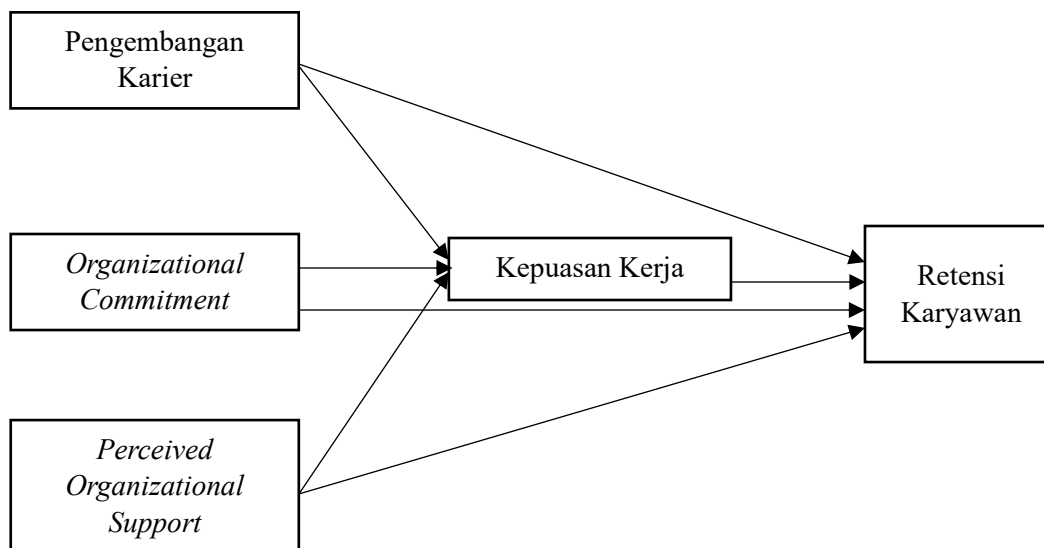 Pengembangan
Karier
Organizational
Commitment
Kepuasan Kerja
Retensi
Karyawan
Perceived
Organizational
Support